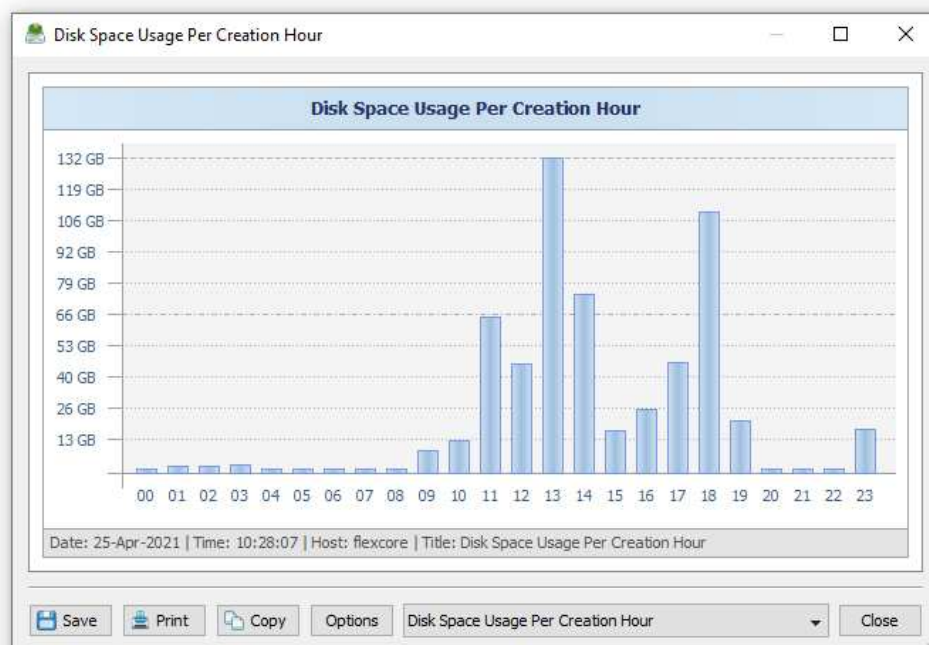 Disk Space Usage Per Creation Hour
Disk Space Usage Per Creation Hour
132 GB
119 GB
106 GB
92 GB
79 GB
66 GB
53 GB
40 GB
26 GB
13 GB
00 01 02 03 04 05 06 07 08 09 10 11 12 13 14 15 16 17 18 19 20 21 22 23
Date: 25-Apr-2021 | Time: 10:28:07 | Host: flexcore | Title: Disk Space Usage Per Creation Hour
Save Print Copy Options Disk Space Usage Per Creation Hour Close